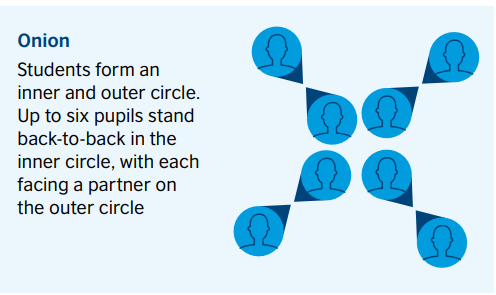 Onion
Students form an
inner and outer circle.
Up to six pupils stand
back-to-back in the
inner circle, with each
facing a partner on
the outer circle